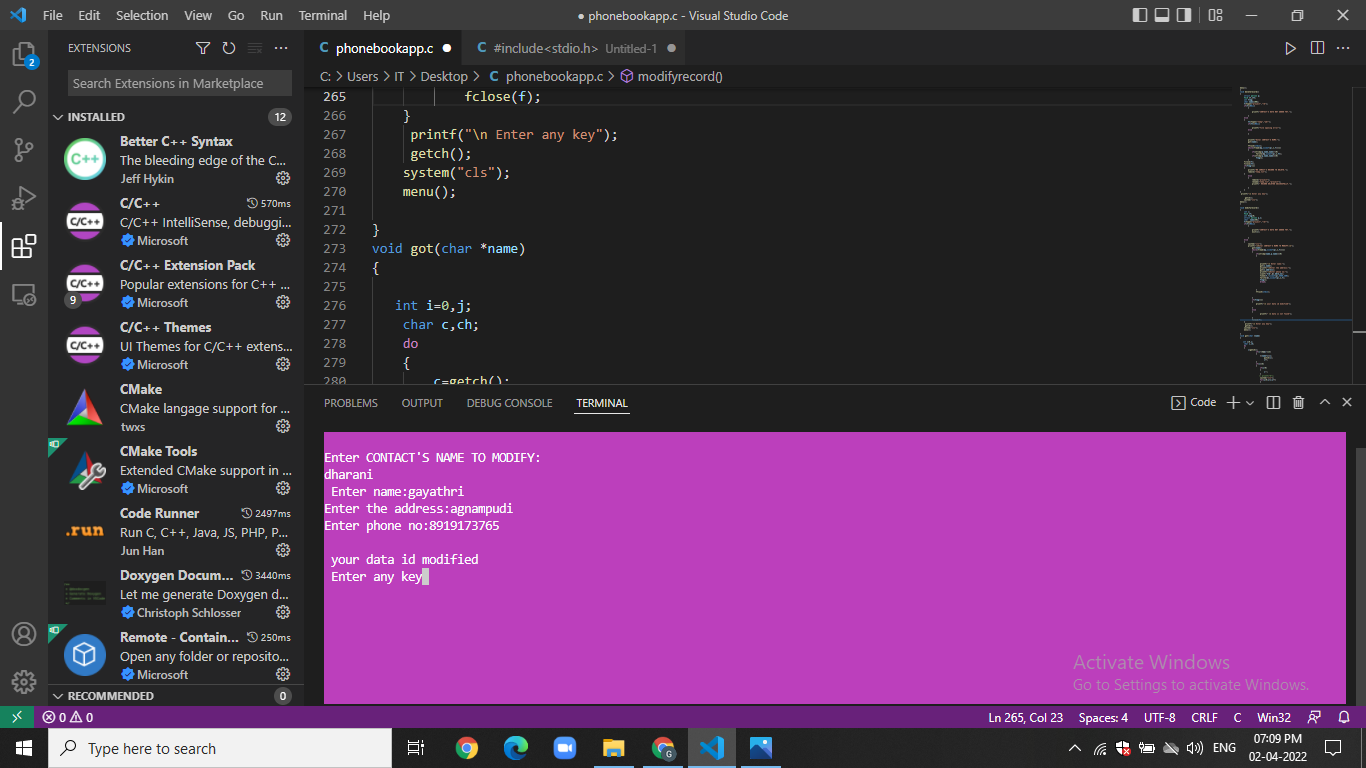 File Edit Selection View Go Run Terminal Help
● phonebookapp.c - Visual Studio Code
EXTENSIONS
Search Extensions in Marketplace
INSTALLED 12
Better C++ Syntax
The bleeding edge of the C...
Jeff Hykin
C/C++ 570ms
C/C++ IntelliSense, debuggi...
Microsoft
C/C++ Extension Pack
Popular extensions for C++ ...
Microsoft
C/C++ Themes
UI Themes for C/C++ extens...
Microsoft
CMake
CMake langage support for ...
twxs
CMake Tools
Extended CMake support in ...
Microsoft
Code Runner 2497ms
Run C, C++, Java, JS, PHP, P...
Jun Han
Doxygen Docum... 3440ms
Let me generate Doxygen d...
Christoph Schlosser
Remote - Contain... 250ms
Open any folder or reposito...
Microsoft
RECOMMENDED 0
C phonebookapp.c ● C #include<stdio.h> Untitled-1 ●
C: > Users > IT > Desktop > C phonebookapp.c > modifyrecord()
265 fclose(f);
266 }
267 printf("\n Enter any key");
268 getch();
269 system("cls");
270 menu();
271
272 }
273 void got(char *name)
274 {
275
276 int i=0,j;
277 char c,ch;
278 do
279 {
280 c=getch();
PROBLEMS OUTPUT DEBUG CONSOLE TERMINAL
Code
Enter CONTACT'S NAME TO MODIFY:
dharani
Enter name:gayathri
Enter the address:agnampudi
Enter phone no:8919173765
your data id modified
Enter any key
Activate Windows
Go to Settings to activate Windows.
0 0
Ln 265, Col 23 Spaces: 4 UTF-8 CRLF C Win32
Type here to search
ENG
07:09 PM
02-04-2022